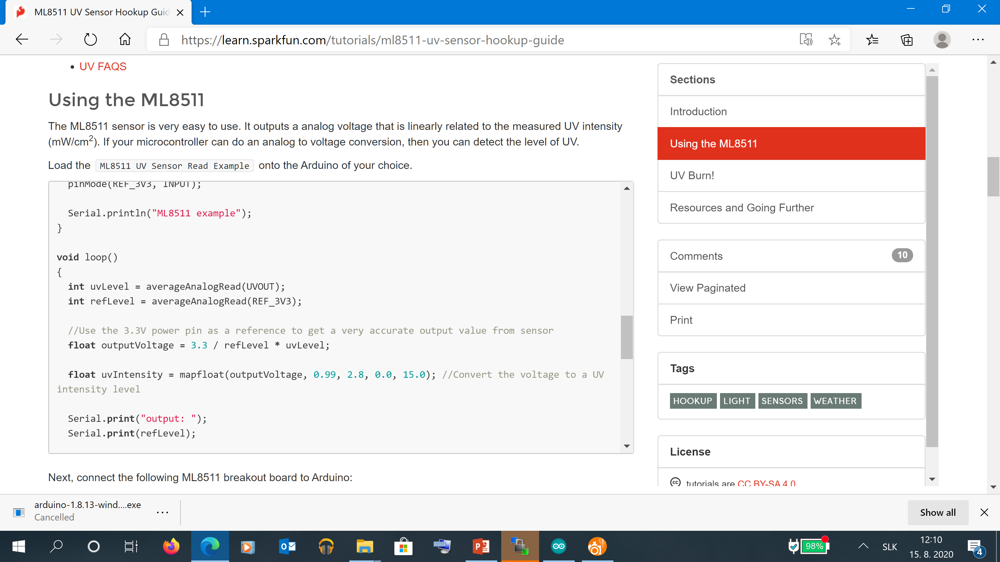 ML8511 UV Sensor Hookup Guid
https://learn.sparkfun.com/tutorials/ml8511-uv-sensor-hookup-guide
UV FAQS
Using the ML8511
The ML8511 sensor is very easy to use. It outputs a analog voltage that is linearly related to the measured UV intensity
(mW/cm²). If your microcontroller can do an analog to voltage conversion, then you can detect the level of UV.
Load the ML8511 UV Sensor Read Example onto the Arduino of your choice.
pinMode(REF_3V3, INPUT);
Serial.println("ML8511 example");
}
void loop()
{
int uvLevel = averageAnalogRead(UVOUT);
int refLevel = averageAnalogRead(REF_3V3);
//Use the 3.3V power pin as a reference to get a very accurate output value from sensor
float outputVoltage = 3.3 / refLevel * uvLevel;
float uvIntensity = mapfloat(outputVoltage, 0.99, 2.8, 0.0, 15.0); //Convert the voltage to a UV
intensity level
Serial.print("output: ");
Serial.print(refLevel);
Next, connect the following ML8511 breakout board to Arduino:
Sections
Introduction
Using the ML8511
UV Burn!
Resources and Going Further
Comments 10
View Paginated
Print
Tags
HOOKUP LIGHT SENSORS WEATHER
License
cc tutorials are CC BY-SA 4.0
arduino-1.8.13-wind....exe
Cancelled
Show all
98%
SLK
12:10
15. 8. 2020
4